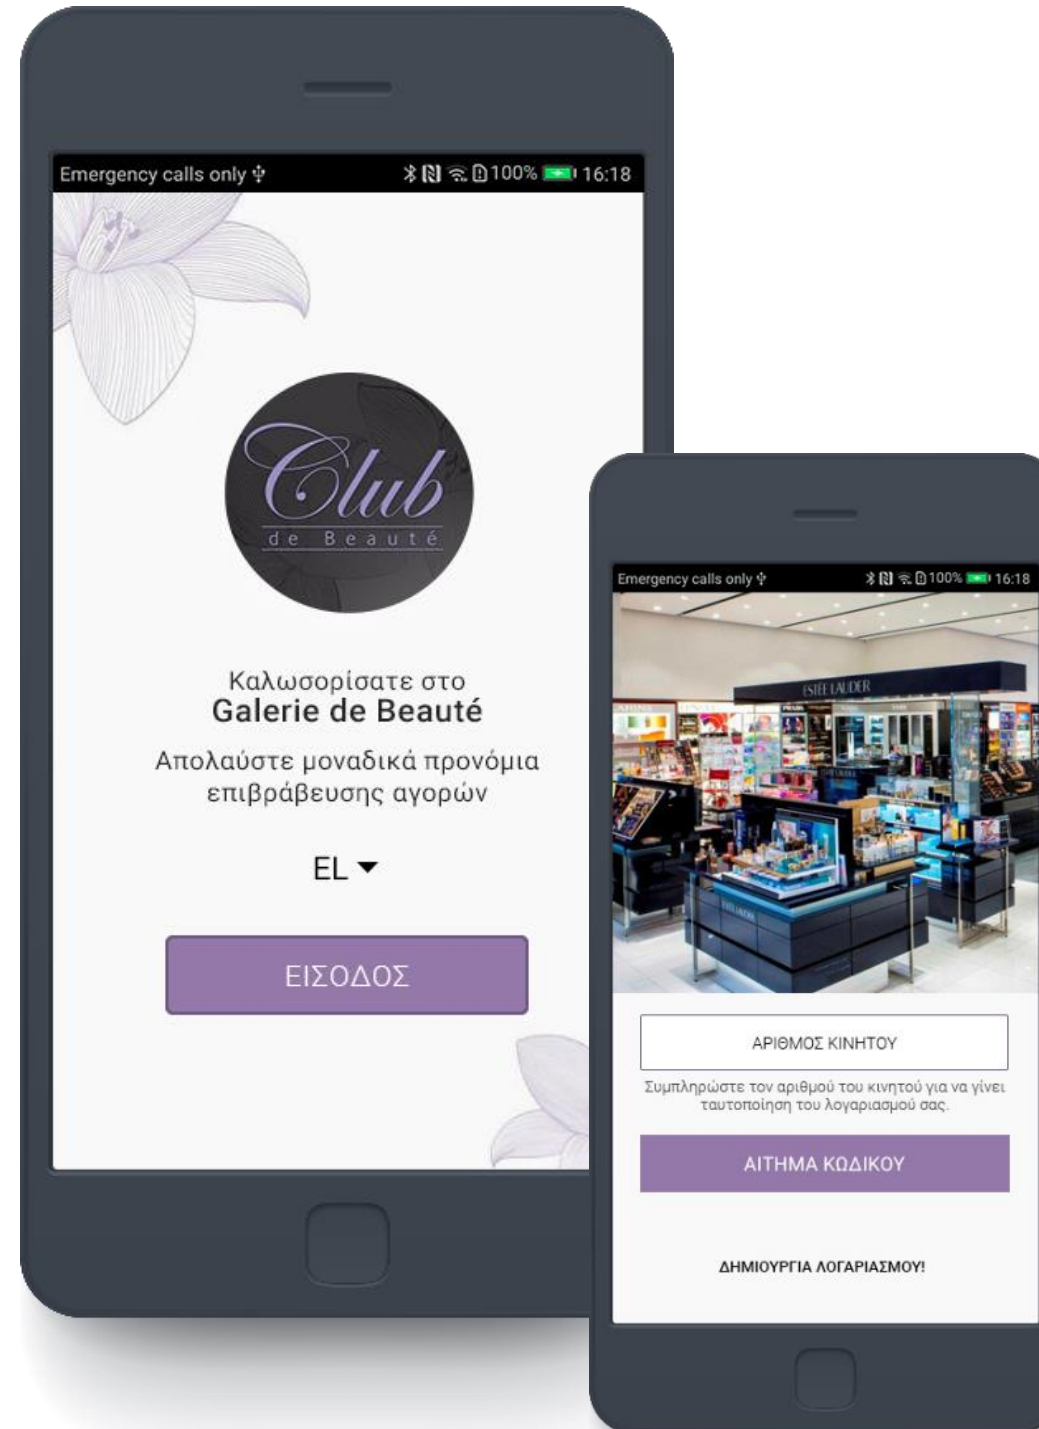 Emergency calls only
100%
16:18
Club
de Beauté
Καλωσορίσατε στο
Galerie de Beauté
Απολαύστε μοναδικά προνόμια
επιβράβευσης αγορών
EL
ΕΙΣΟΔΟΣ
Emergency calls only
100%
16:18
ESTĒE LAUDER
ΑΡΙΘΜΟΣ ΚΙΝΗΤΟΥ
Συμπληρώστε τον αριθμού του κινητού για να γίνει
ταυτοποίηση του λογαριασμού σας.
ΑΙΤΗΜΑ ΚΩΔΙΚΟΥ
ΔΗΜΙΟΥΡΓΙΑ ΛΟΓΑΡΙΑΣΜΟΥ!